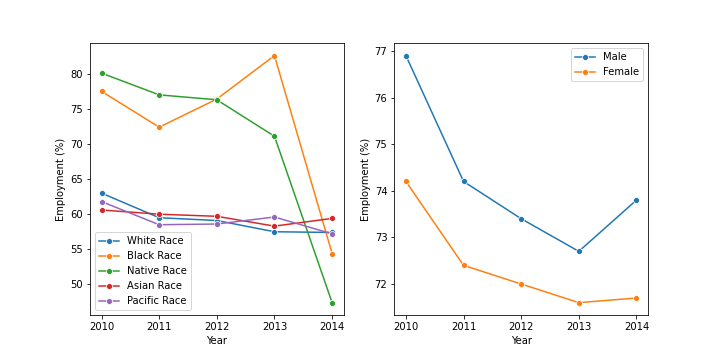 Employment (%)
80
75
70
65
60
55
50
White Race
Black Race
Native Race
Asian Race
Pacific Race
2010 2011 2012 2013 2014
Year
Employment (%)
77
76
75
74
73
72
Male
Female
2010 2011 2012 2013 2014
Year